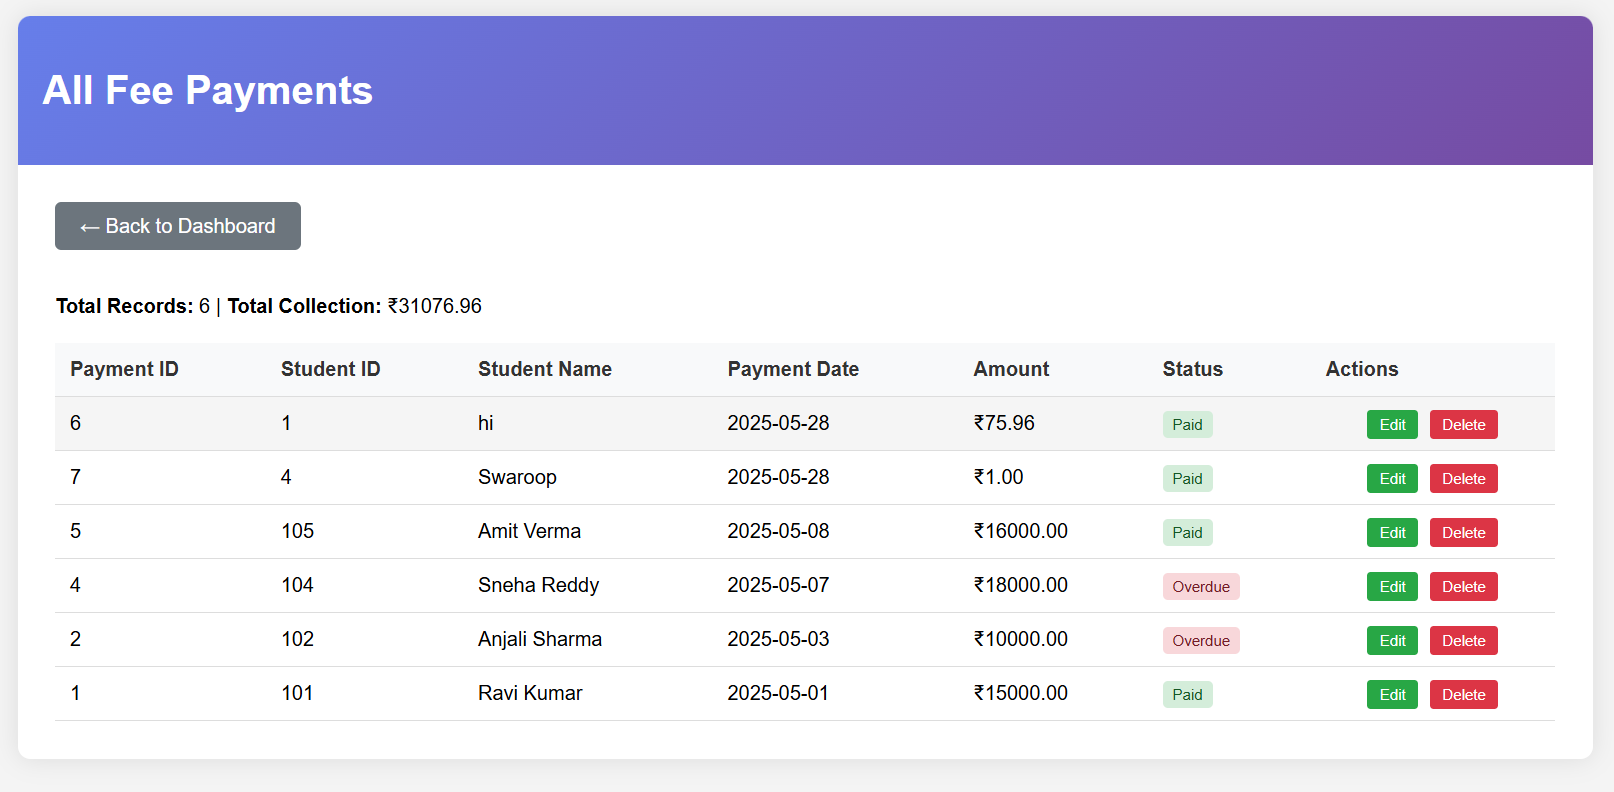 All Fee Payments
← Back to Dashboard
Total Records: 6 | Total Collection: ₹31076.96
Payment ID Student ID Student Name Payment Date Amount Status Actions
6 1 hi 2025-05-28 ₹75.96 Paid Edit Delete
7 4 Swaroop 2025-05-28 ₹1.00 Paid Edit Delete
5 105 Amit Verma 2025-05-08 ₹16000.00 Paid Edit Delete
4 104 Sneha Reddy 2025-05-07 ₹18000.00 Overdue Edit Delete
2 102 Anjali Sharma 2025-05-03 ₹10000.00 Overdue Edit Delete
1 101 Ravi Kumar 2025-05-01 ₹15000.00 Paid Edit Delete